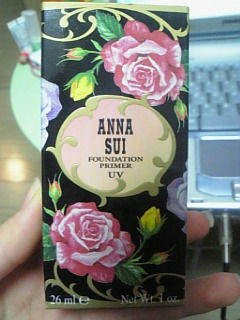 ANNA
SUI
FOUNDATION
PRIMER
UV
26 ml e Net Wt. 1 oz.